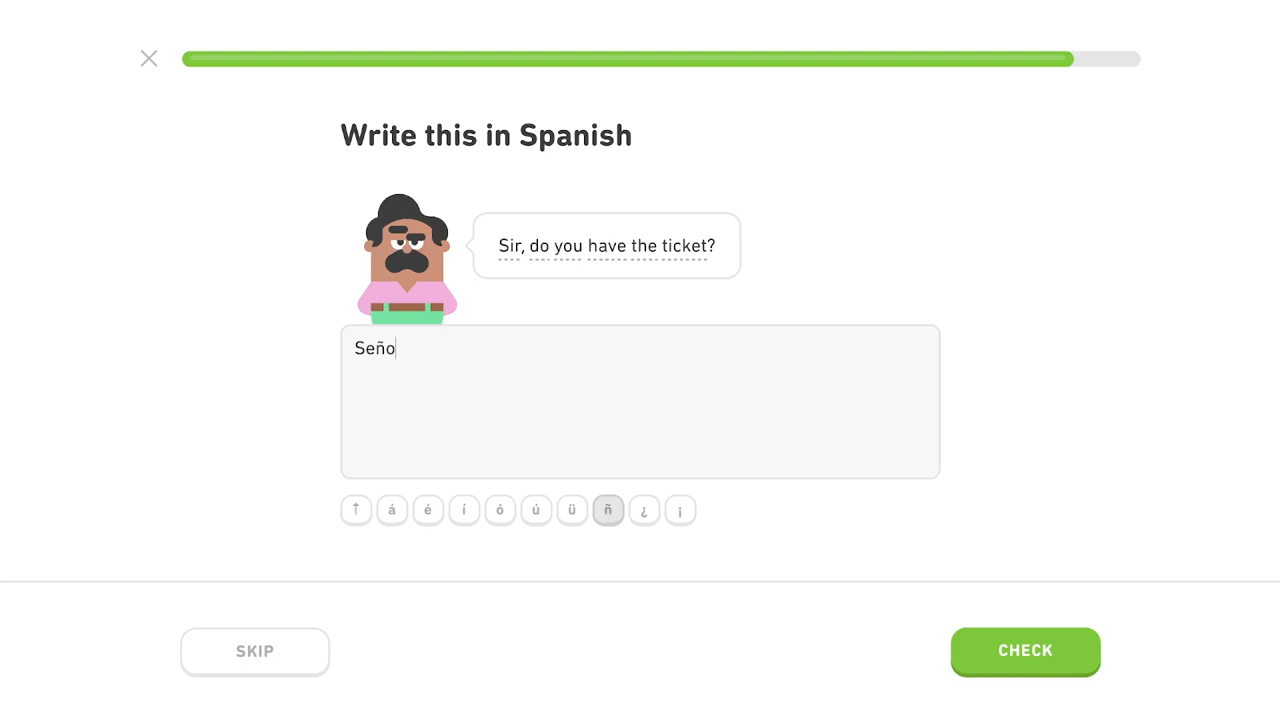 Write this in Spanish
Sir, do you have the ticket?
Seño
↑ á é í ó ú ü ñ ¿ ¡
SKIP
CHECK